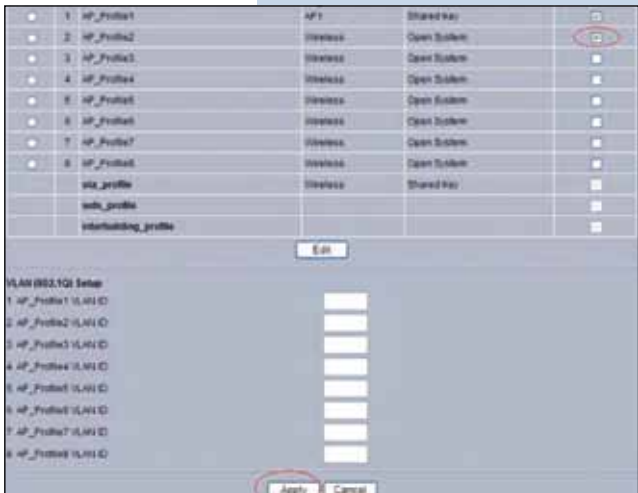 1 AP_Profile1 AP1 Shared Key
2 AP_Profile2 Wireless Open System
3 AP_Profile3 Wireless Open System
4 AP_Profile4 Wireless Open System
5 AP_Profile5 Wireless Open System
6 AP_Profile6 Wireless Open System
7 AP_Profile7 Wireless Open System
8 AP_Profile8 Wireless Open System
sta_profile Wireless Shared Key
wds_profile
interbuilding_profile
Edit
VLAN (802.1Q) Setup
1 AP_Profile1 VLAN ID
2 AP_Profile2 VLAN ID
3 AP_Profile3 VLAN ID
4 AP_Profile4 VLAN ID
5 AP_Profile5 VLAN ID
6 AP_Profile6 VLAN ID
7 AP_Profile7 VLAN ID
8 AP_Profile8 VLAN ID
Apply Cancel